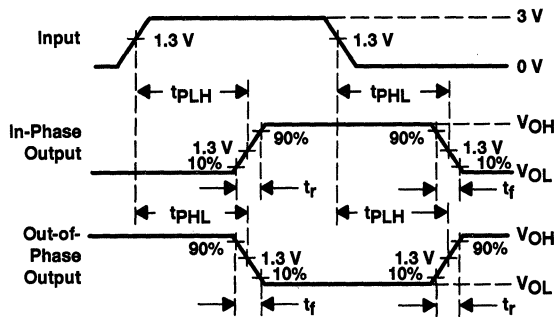 3 V
Input 1.3 V 1.3 V
0 V
tPLH tPHL
In-Phase Output
VOH
90% 90%
1.3 V 1.3 V
10% 10%
VOL
tr tf
tPHL tPLH
Out-of-Phase Output
VOH
90% 90%
1.3 V 1.3 V
10% 10%
VOL
tf tr